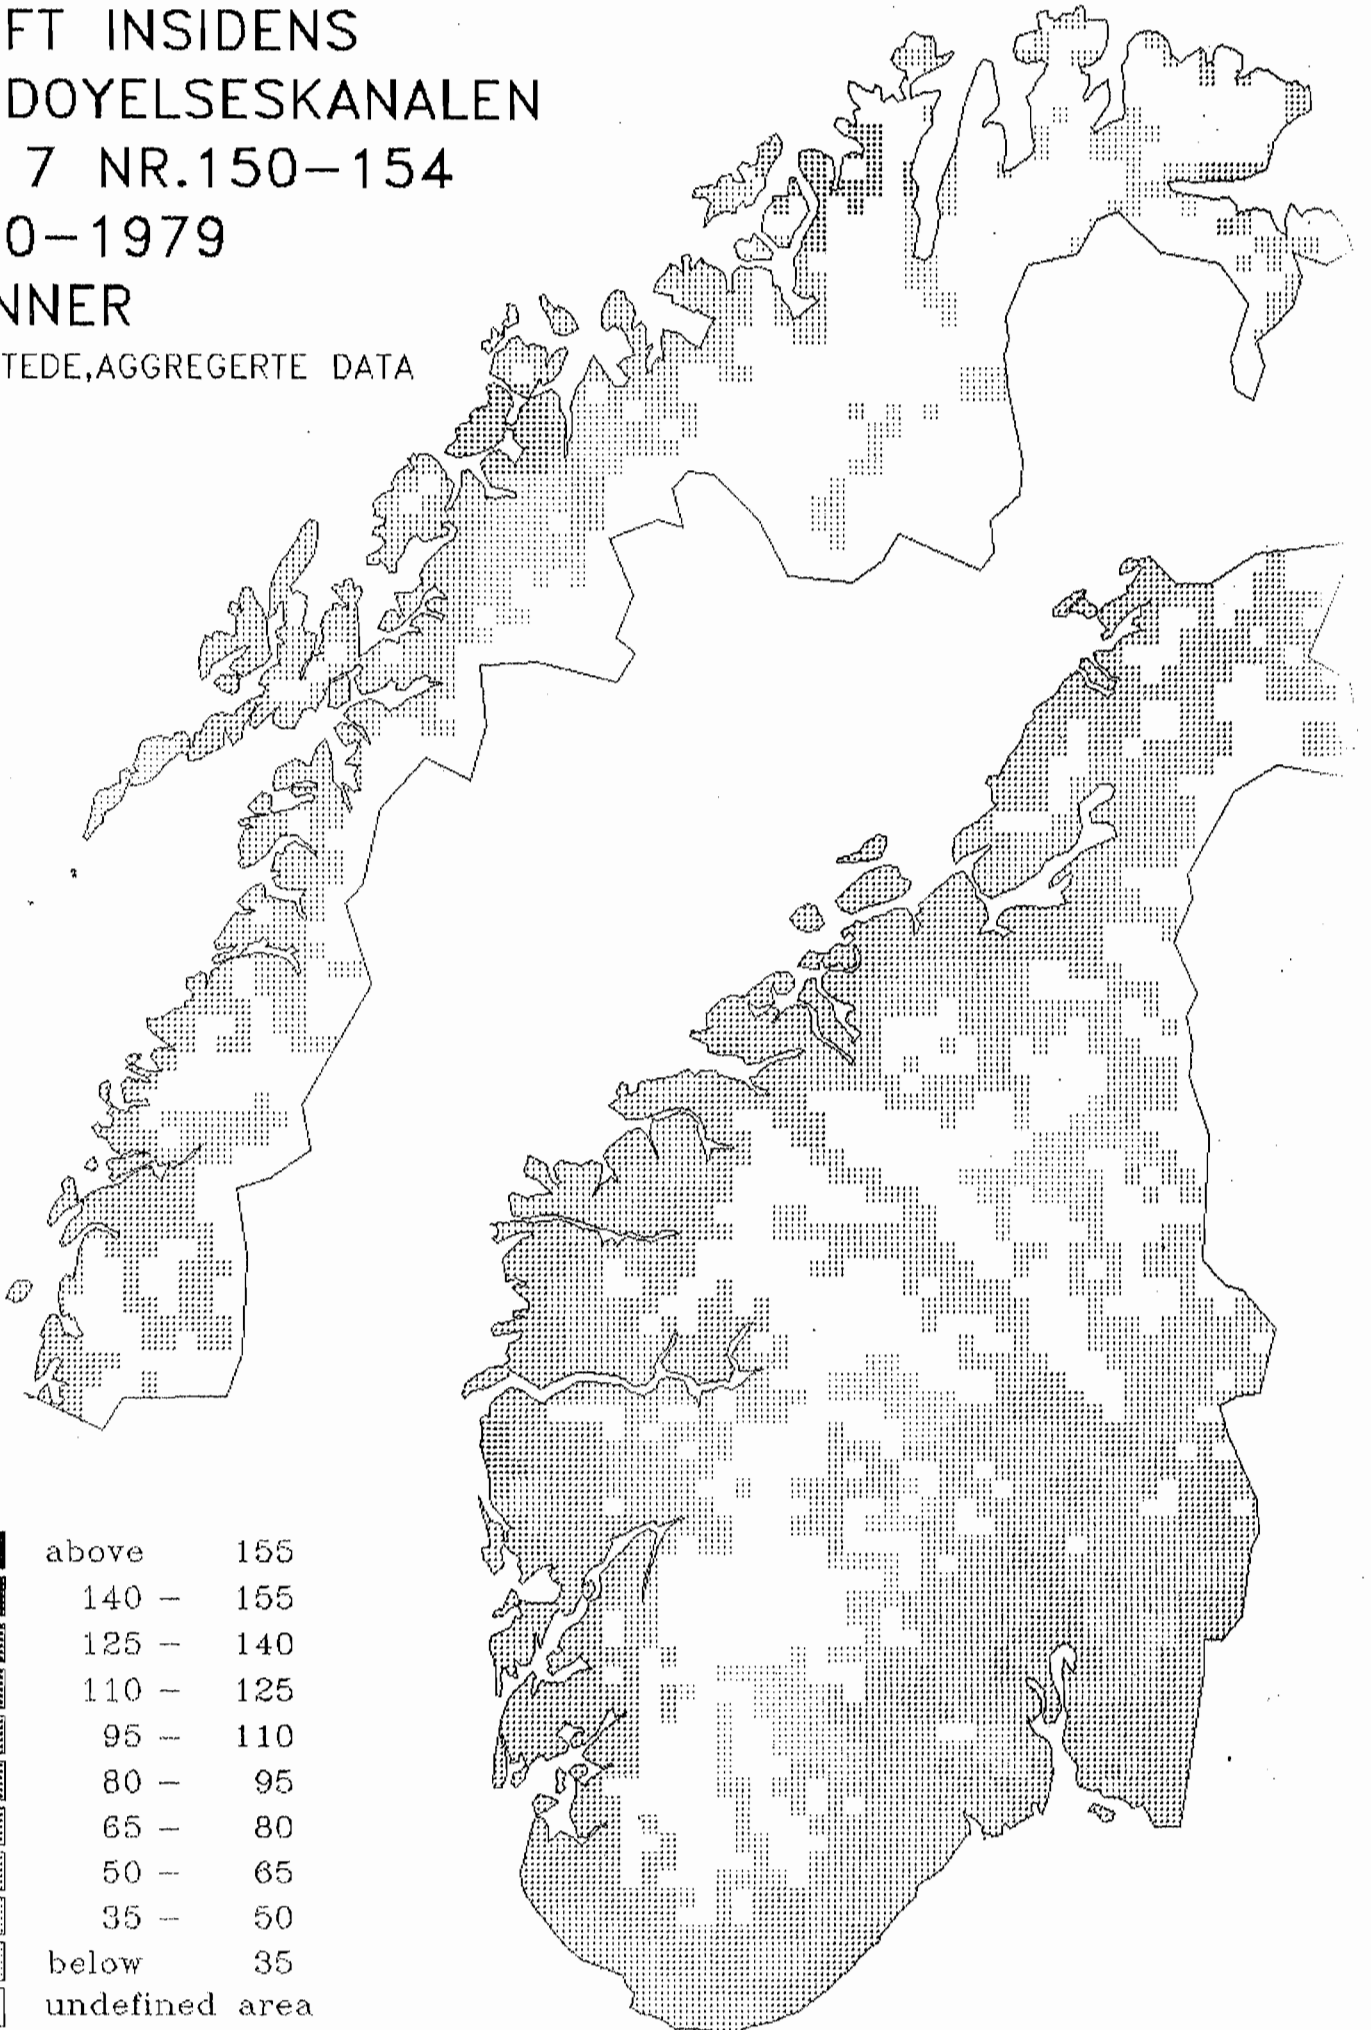 FT INSIDENS
DOYELSESKANALEN
7 NR.150-154
0-1979
NNER
TEDE,AGGREGERTE DATA
above 155
140 - 155
125 - 140
110 - 125
95 - 110
80 - 95
65 - 80
50 - 65
35 - 50
below 35
undefined area